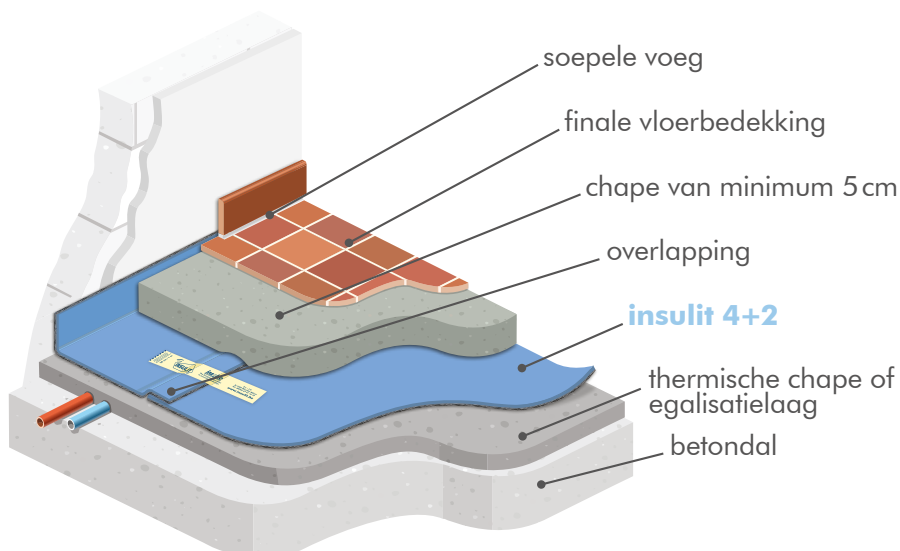 soepele voeg
finale vloerbedekking
chape van minimum 5 cm
overlapping
insulit 4+2
thermische chape of
egalisatielaag
betondal